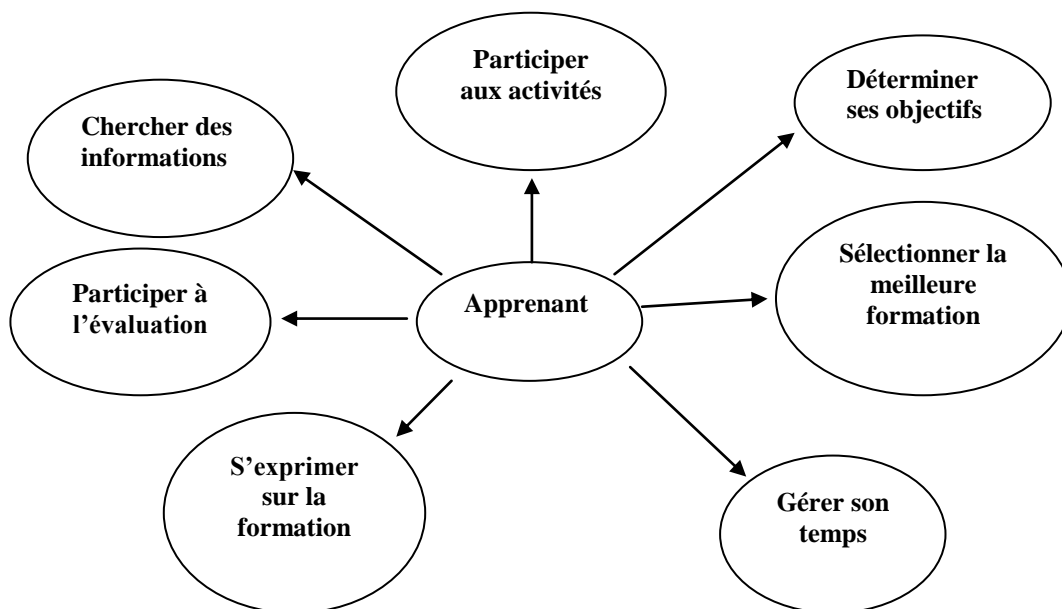 Participer
aux activités
Déterminer
ses objectifs
Chercher des
informations
Sélectionner la
meilleure
formation
Participer à
l’évaluation
Apprenant
S’exprimer
sur la
formation
Gérer son
temps